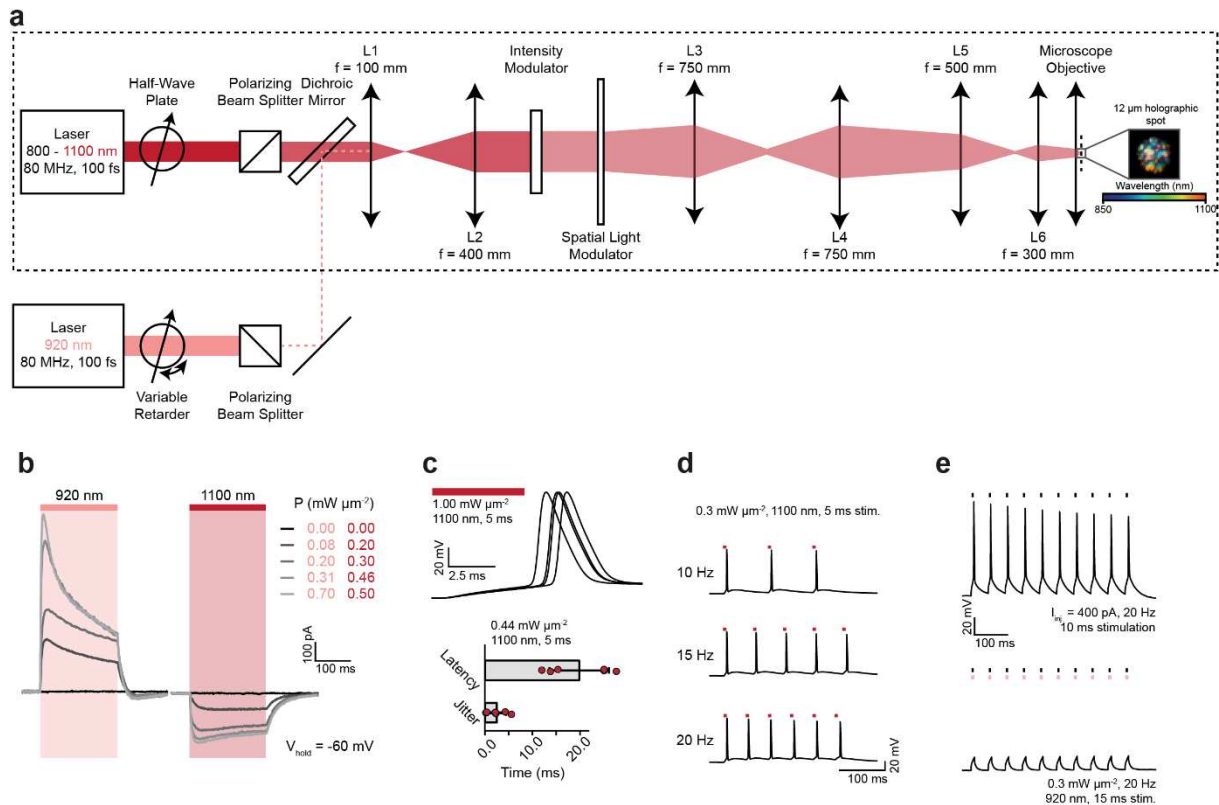 a
L1
f = 100 mm
Intensity
Modulator
L3
f = 750 mm
L5
f = 500 mm
Microscope
Objective
Half-Wave
Plate
Polarizing
Beam Splitter
Dichroic
Mirror
12 µm holographic
spot
Laser
800 - 1100 nm
80 MHz, 100 fs
Wavelength (nm)
850
1100
L2
f = 400 mm
Spatial Light
Modulator
L4
f = 750 mm
L6
f = 300 mm
Laser
920 nm
80 MHz, 100 fs
Variable
Retarder
Polarizing
Beam Splitter
b
920 nm
1100 nm
P (mW µm-2)
0.00 0.00
0.08 0.20
0.20 0.30
0.31 0.46
0.70 0.50
100 pA
100 ms
Vhold = -60 mV
c
1.00 mW µm-2
1100 nm, 5 ms
20 mV
2.5 ms
0.44 mW µm-2
1100 nm, 5 ms
Latency
Jitter
0.0
10.0
20.0
Time (ms)
d
0.3 mW µm-2, 1100 nm, 5 ms stim.
10 Hz
15 Hz
20 Hz
20 mV
100 ms
e
20 mV
100 ms
Iinj = 400 pA, 20 Hz
10 ms stimulation
0.3 mW µm-2, 20 Hz
920 nm, 15 ms stim.